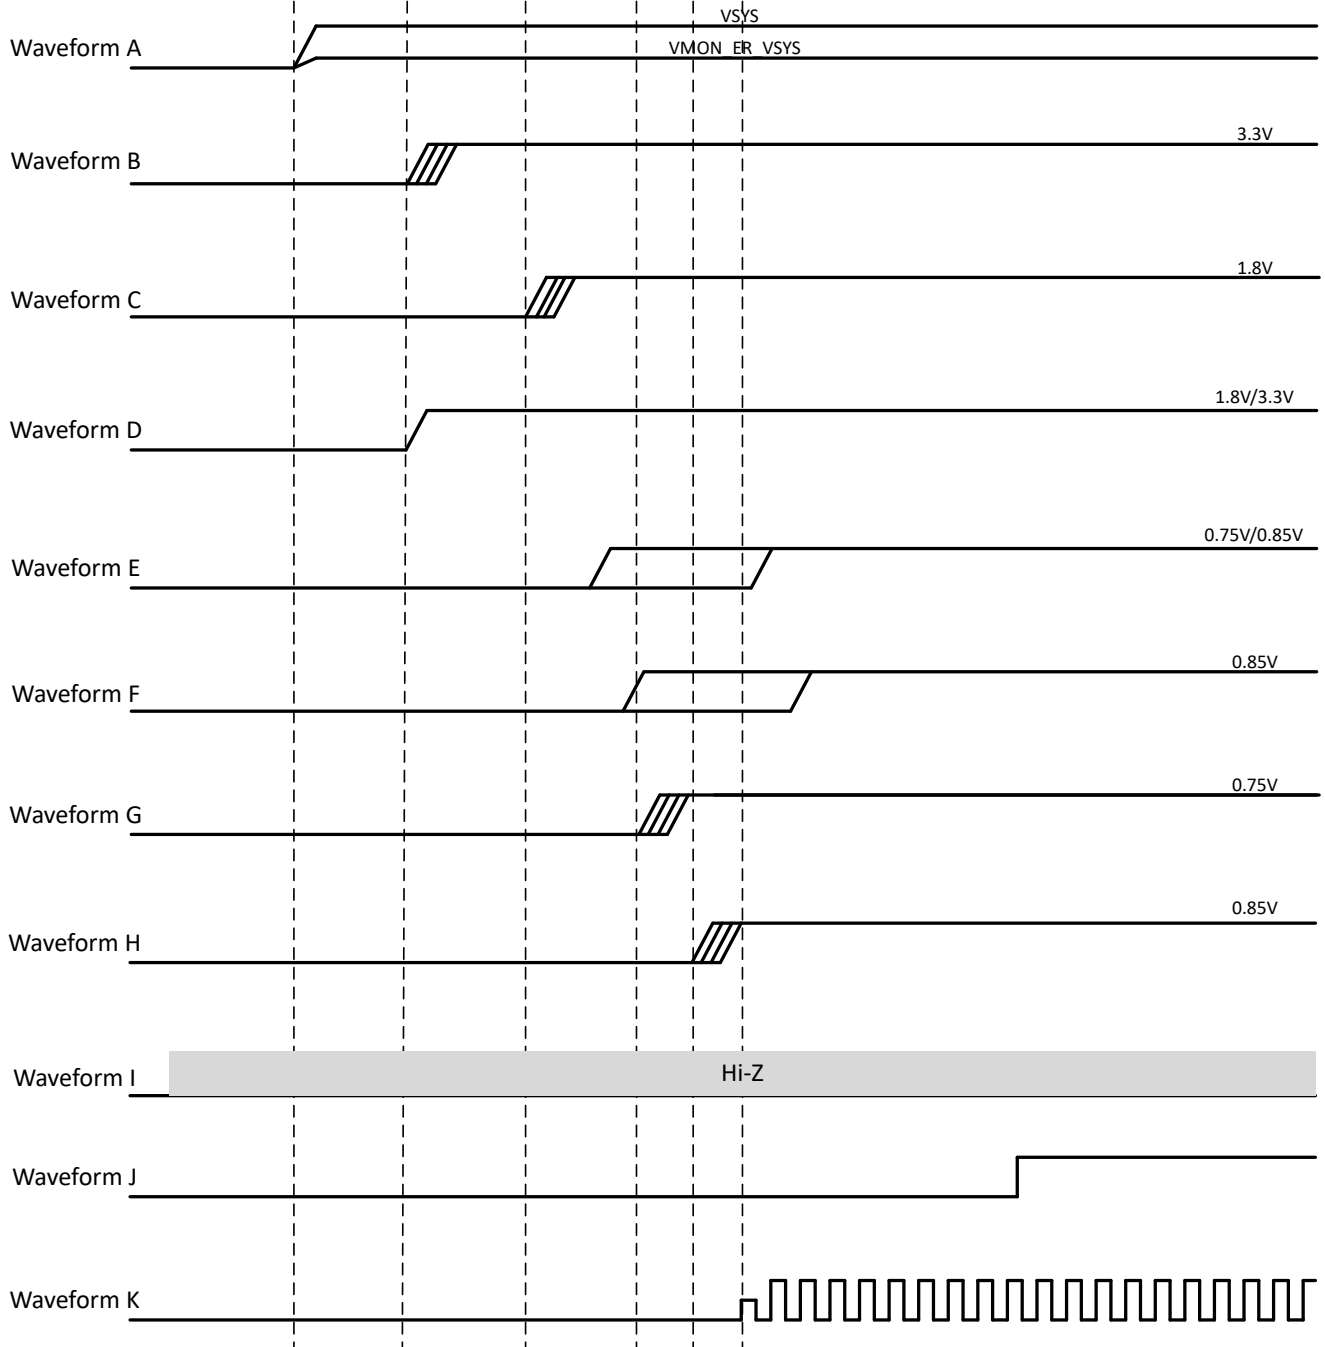 VSYS
Waveform A
VMON_ER_VSYS
3.3V
Waveform B
1.8V
Waveform C
1.8V/3.3V
Waveform D
0.75V/0.85V
Waveform E
0.85V
Waveform F
0.75V
Waveform G
0.85V
Waveform H
Hi-Z
Waveform I
Waveform J
Waveform K